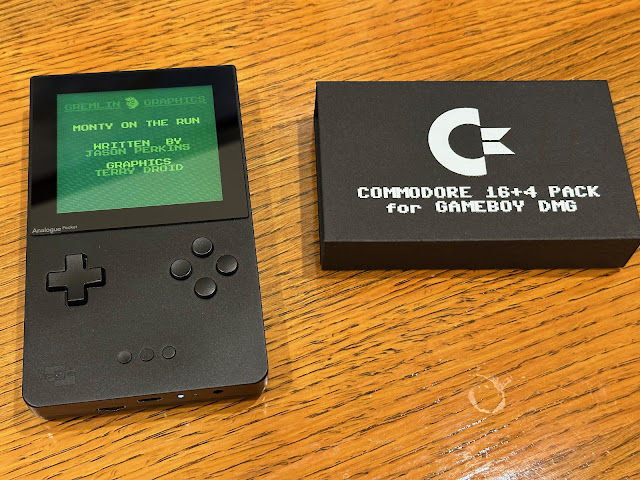 GREMLIN GRAPHICS
MONTY ON THE RUN
WRITTEN BY
JASON PERKINS
GRAPHICS
TERRY DROID
Analogue Pocket
COMMODORE 16+4 PACK
for GAMEBOY DMG